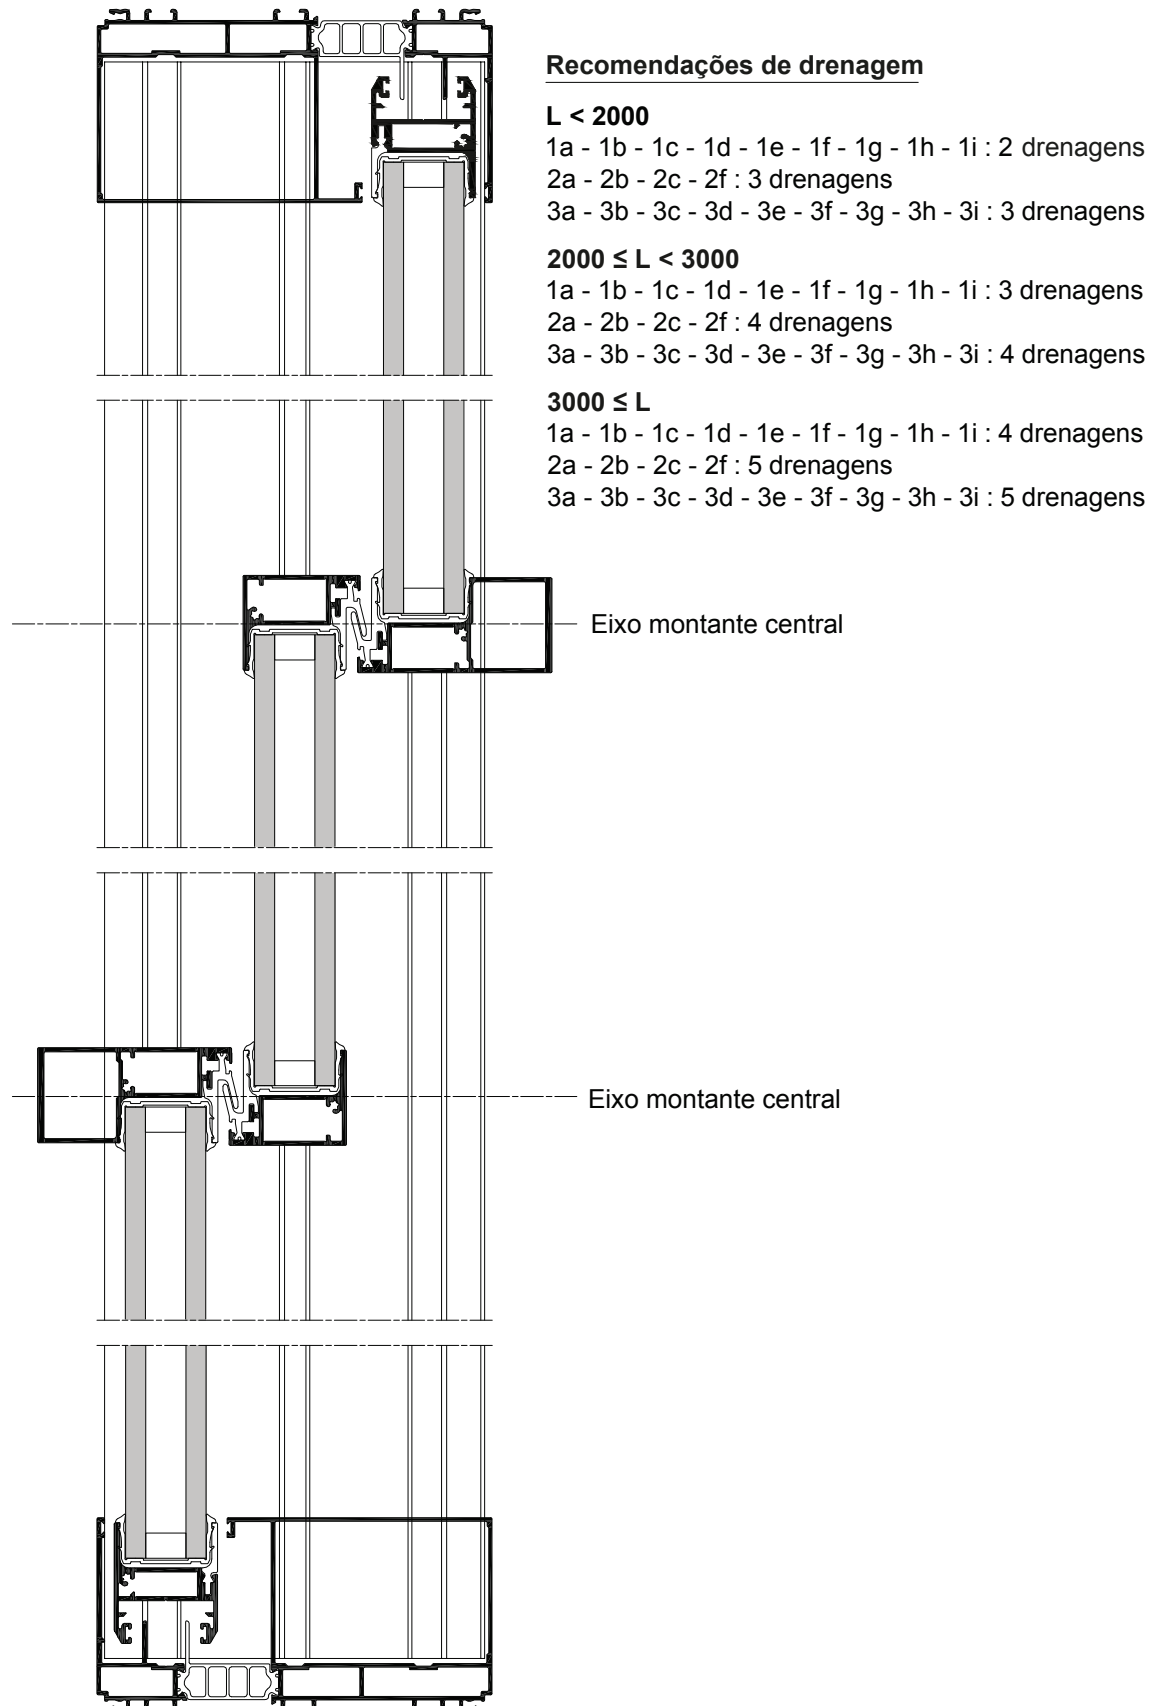 Recomendações de drenagem
L < 2000
1a - 1b - 1c - 1d - 1e - 1f - 1g - 1h - 1i : 2 drenagens
2a - 2b - 2c - 2f : 3 drenagens
3a - 3b - 3c - 3d - 3e - 3f - 3g - 3h - 3i : 3 drenagens
2000 ≤ L < 3000
1a - 1b - 1c - 1d - 1e - 1f - 1g - 1h - 1i : 3 drenagens
2a - 2b - 2c - 2f : 4 drenagens
3a - 3b - 3c - 3d - 3e - 3f - 3g - 3h - 3i : 4 drenagens
3000 ≤ L
1a - 1b - 1c - 1d - 1e - 1f - 1g - 1h - 1i : 4 drenagens
2a - 2b - 2c - 2f : 5 drenagens
3a - 3b - 3c - 3d - 3e - 3f - 3g - 3h - 3i : 5 drenagens
Eixo montante central
Eixo montante central